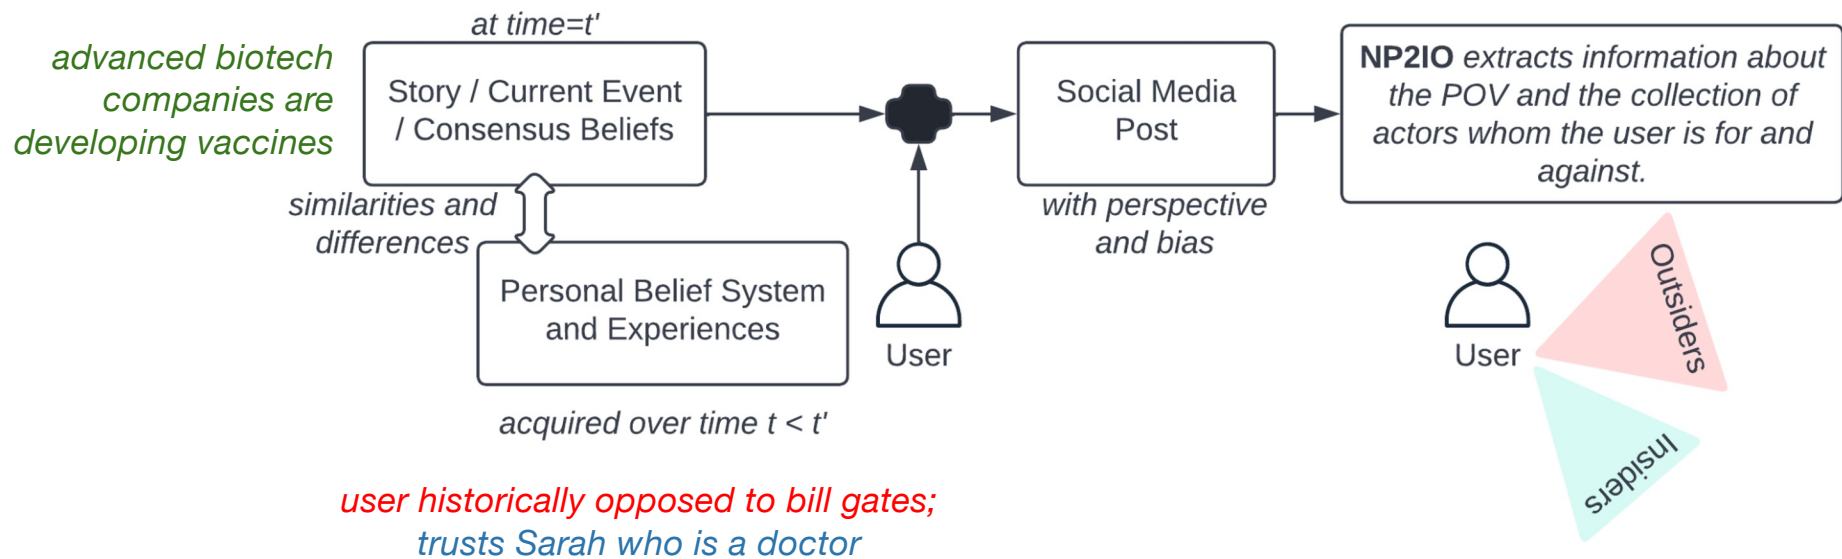 at time=t'
advanced biotech
companies are
developing vaccines
Story / Current Event
/ Consensus Beliefs
similarities and
differences
Personal Belief System
and Experiences
acquired over time t < t'
user historically opposed to bill gates;
trusts Sarah who is a doctor
User
Social Media
Post
with perspective
and bias
NP2IO extracts information about
the POV and the collection of
actors whom the user is for and
against.
User
Outsiders
Insiders